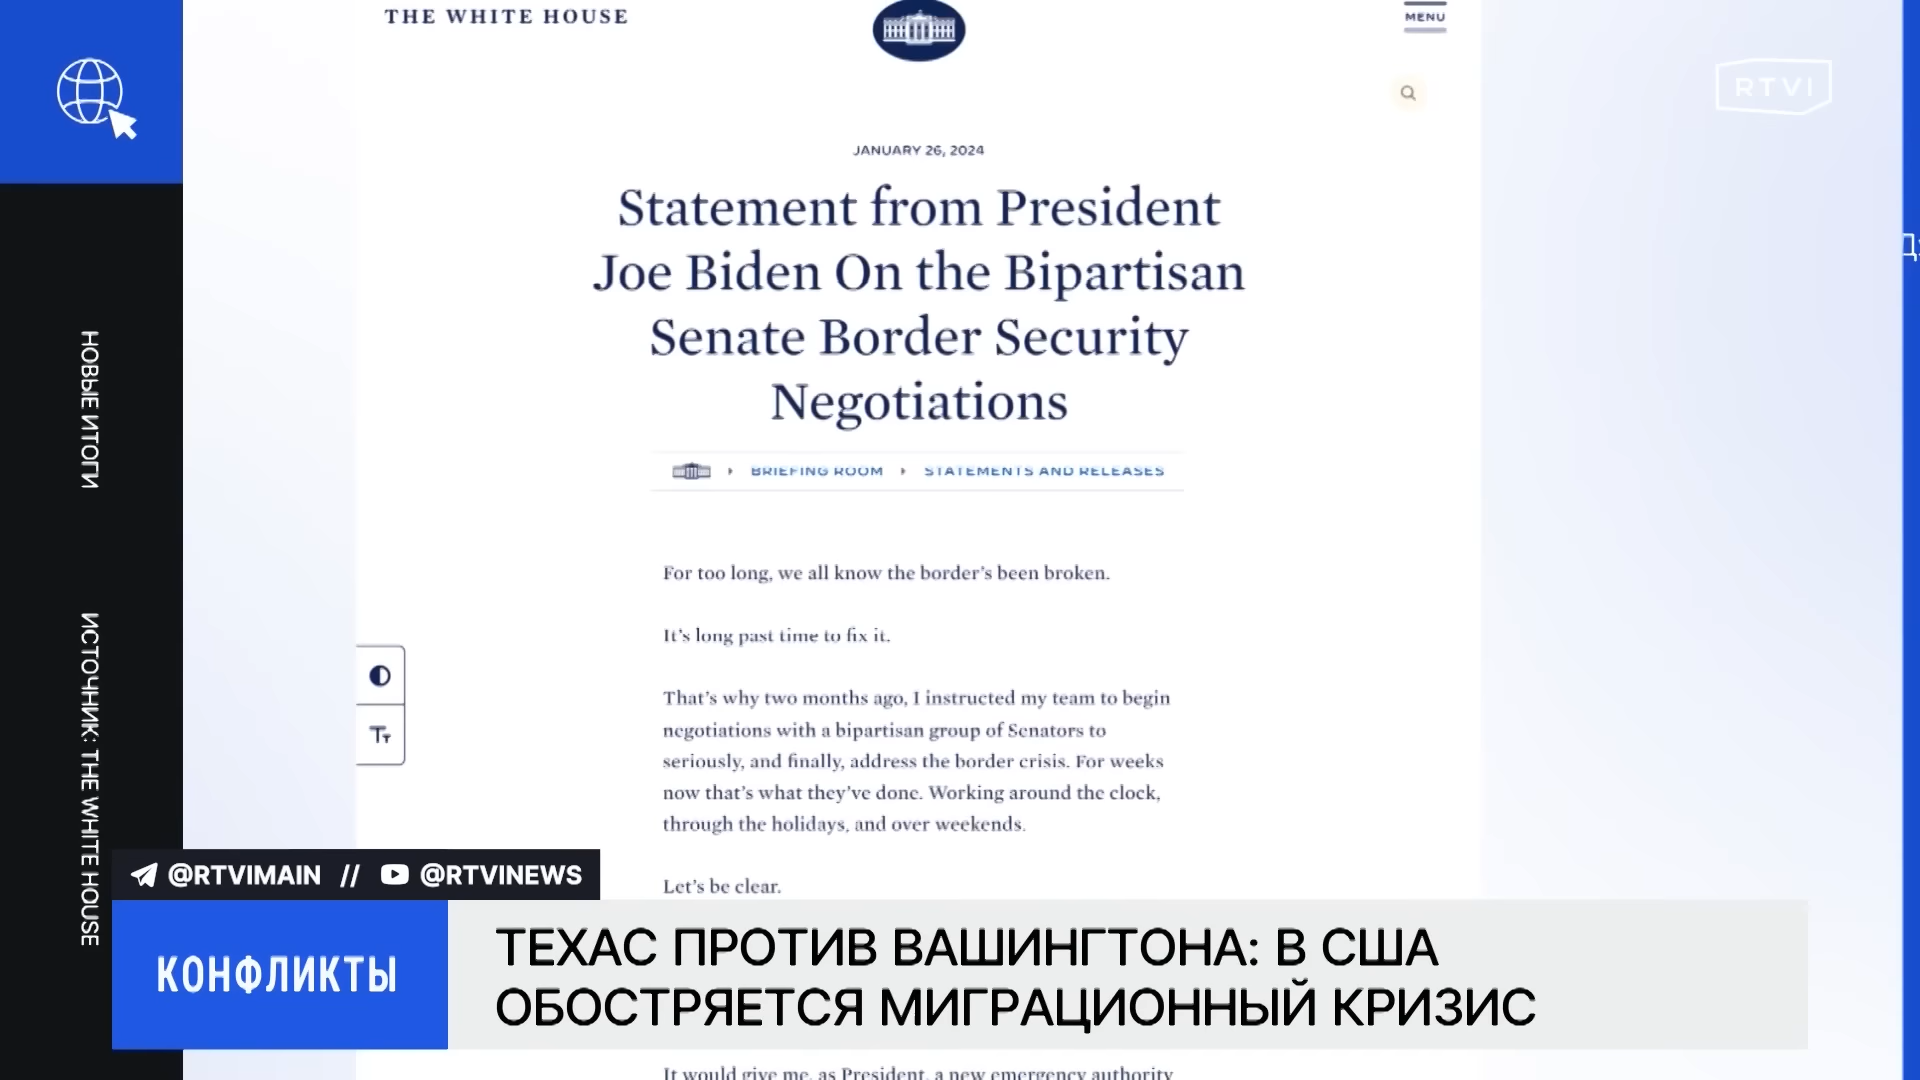 THE WHITE HOUSE
MENU
RTVI
JANUARY 26, 2024
Statement from President
Joe Biden On the Bipartisan
Senate Border Security
Negotiations
BRIEFING ROOM
STATEMENTS AND RELEASES
For too long, we all know the border's been broken.
It's long past time to fix it.
That's why two months ago, I instructed my team to begin
negotiations with a bipartisan group of Senators to
seriously, and finally, address the border crisis. For weeks
now that's what they've done. Working around the clock,
through the holidays, and over weekends.
Let's be clear.
НОВЫЕ ИТОГИ
ИСТОЧНИК: THE WHITE HOUSE
Tт
@RTVIMAIN // @RTVINEWS
КОНФЛИКТЫ
ТЕХАС ПРОТИВ ВАШИНГТОНА: В США
ОБОСТРЯЕТСЯ МИГРАЦИОННЫЙ КРИЗИС
It would give me, as President, a new emergency authority